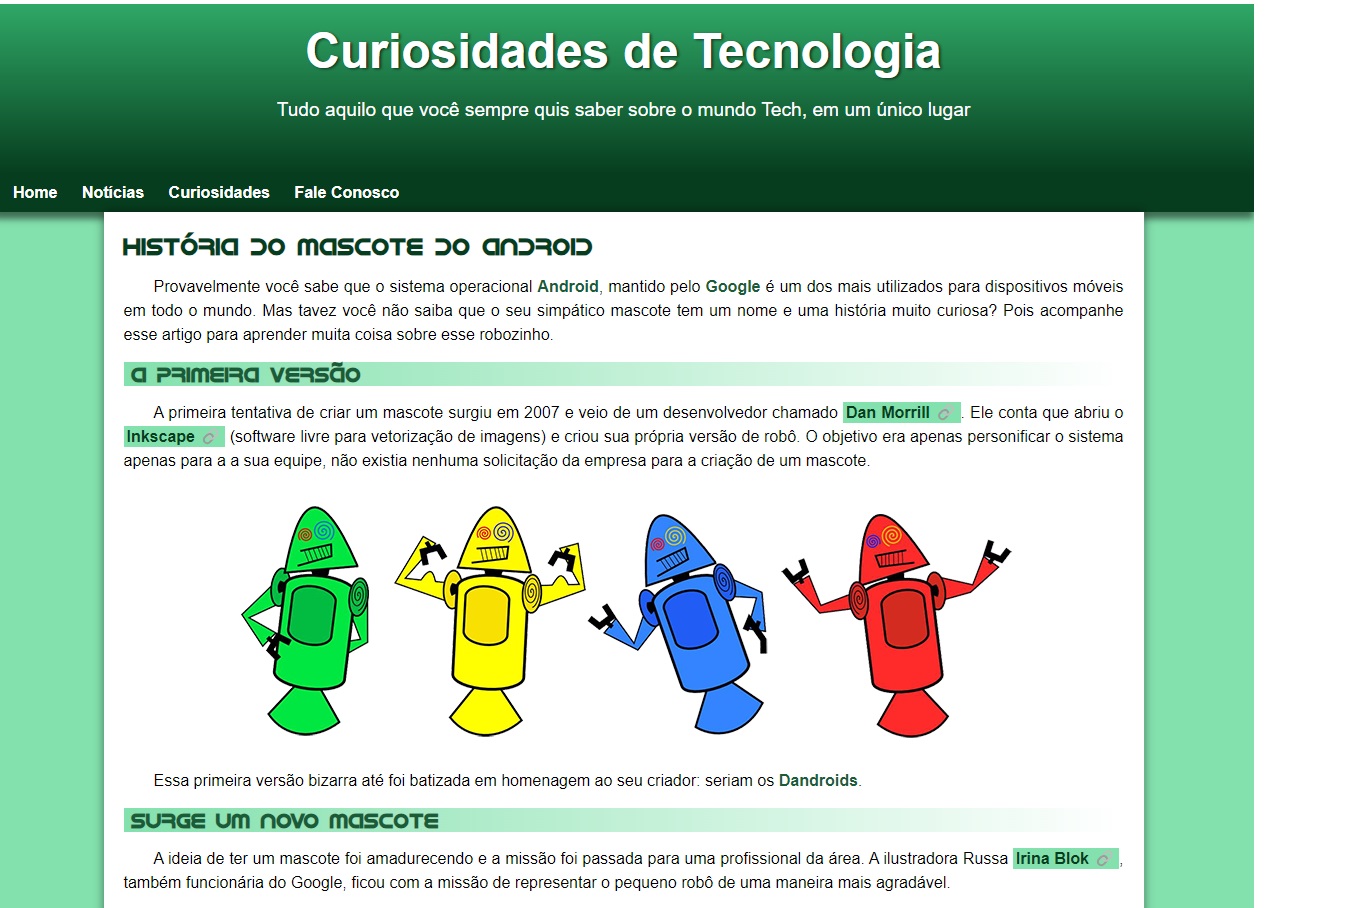 Curiosidades de Tecnologia
Tudo aquilo que você sempre quis saber sobre o mundo Tech, em um único lugar
Home Notícias Curiosidades Fale Conosco
História do Mascote do Android
Provavelmente você sabe que o sistema operacional Android, mantido pelo Google é um dos mais utilizados para dispositivos móveis
em todo o mundo. Mas tavez você não saiba que o seu simpático mascote tem um nome e uma história muito curiosa? Pois acompanhe
esse artigo para aprender muita coisa sobre esse robozinho.
A primeira versão
A primeira tentativa de criar um mascote surgiu em 2007 e veio de um desenvolvedor chamado Dan Morrill. Ele conta que abriu o
Inkscape (software livre para vetorização de imagens) e criou sua própria versão de robô. O objetivo era apenas personificar o sistema
apenas para a a sua equipe, não existia nenhuma solicitação da empresa para a criação de um mascote.
Essa primeira versão bizarra até foi batizada em homenagem ao seu criador: seriam os Dandroids.
Surge um novo mascote
A ideia de ter um mascote foi amadurecendo e a missão foi passada para uma profissional da área. A ilustradora Russa Irina Blok,
também funcionária do Google, ficou com a missão de representar o pequeno robô de uma maneira mais agradável.